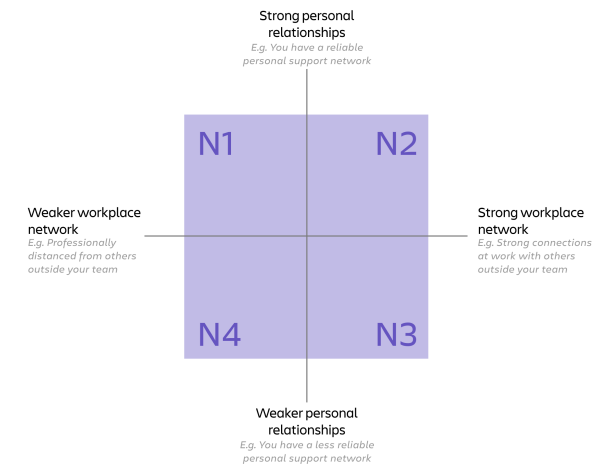 Strong personal
relationships
E.g. You have a reliable
personal support network
N1
N2
Weaker workplace
network
E.g. Professionally
distanced from others
outside your team
Strong workplace
network
E.g. Strong connections
at work with others
outside your team
N4
N3
Weaker personal
relationships
E.g. You have a less reliable
personal support network